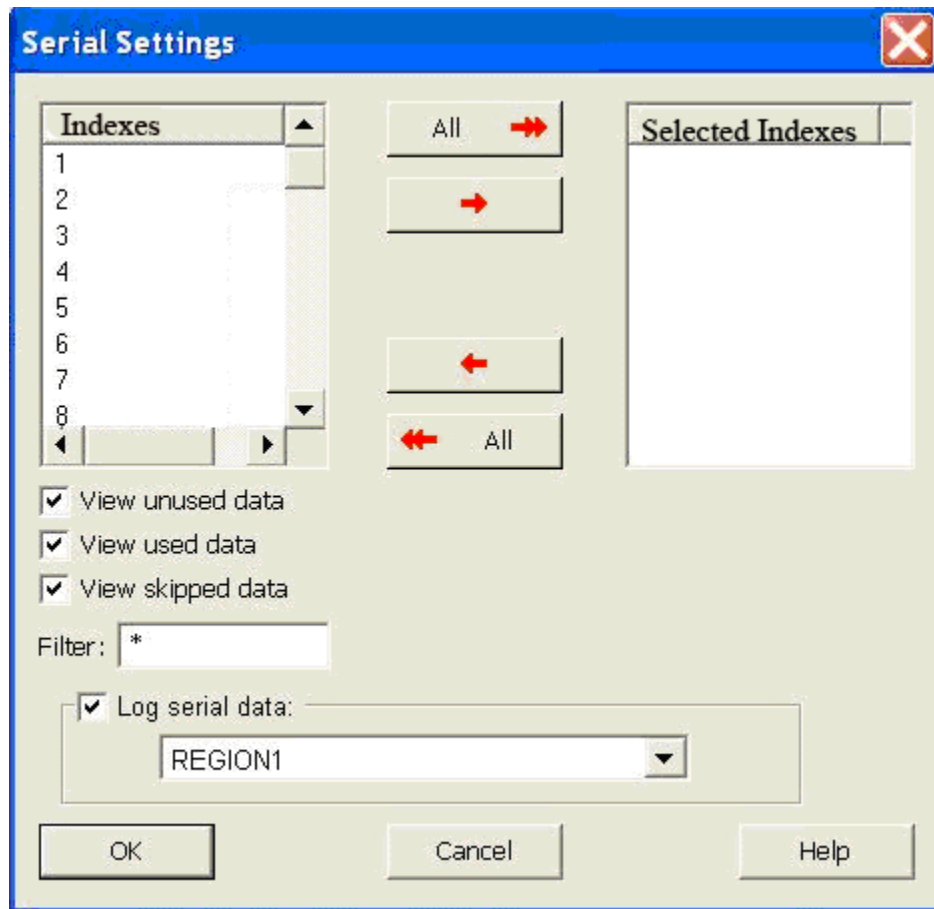 Serial Settings
Indexes
1
2
3
4
5
6
7
8
All
All
Selected Indexes
View unused data
View used data
View skipped data
Filter: *
Log serial data:
REGION1
OK Cancel Help